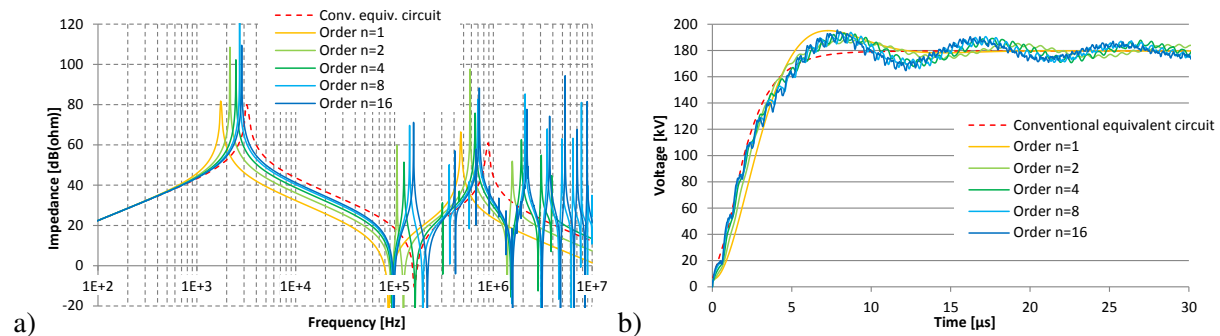 120
100
80
60
40
20
0
-20
Impedance [dB(ohm)]
Conv. equiv. circuit
Order n=1
Order n=2
Order n=4
Order n=8
Order n=16
1E+2
1E+3
1E+4
1E+5
1E+6
1E+7
Frequency [Hz]
a)
200
180
160
140
120
100
80
60
40
20
0
Voltage [kV]
Conventional equivalent circuit
Order n=1
Order n=2
Order n=4
Order n=8
Order n=16
0
5
10
15
20
25
30
Time [µs]
b)